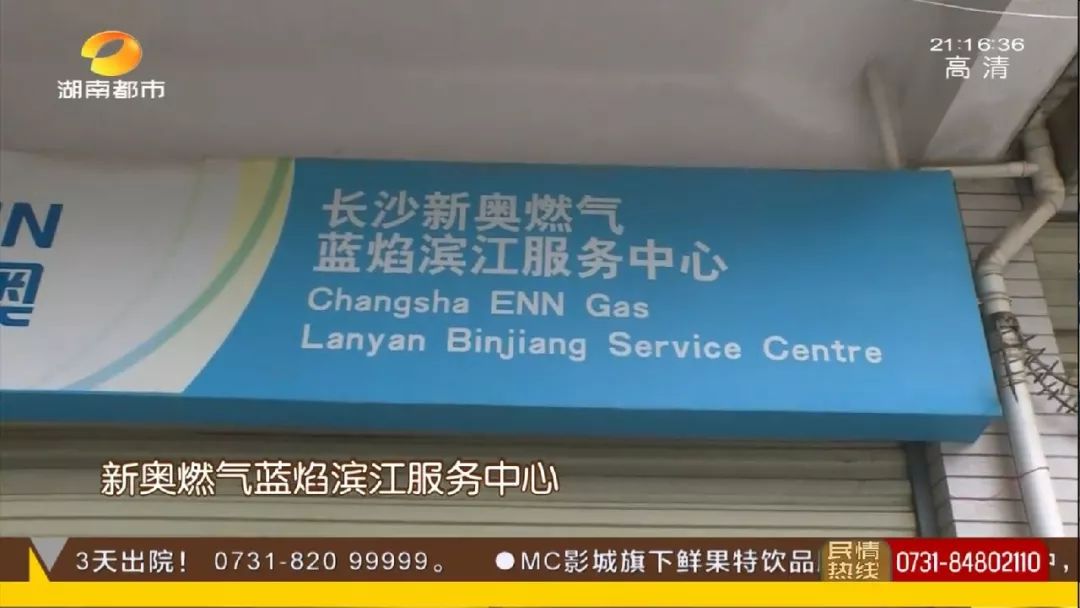 湖南都市
21:16:36
高清
长沙新奥燃气
蓝焰滨江服务中心
Changsha ENN Gas
Lanyan Binjiang Service Centre
新奥燃气蓝焰滨江服务中心
3天出院! 0731-820 99999。 ●MC影城旗下鲜果特饮品
民情热线
0731-84802110